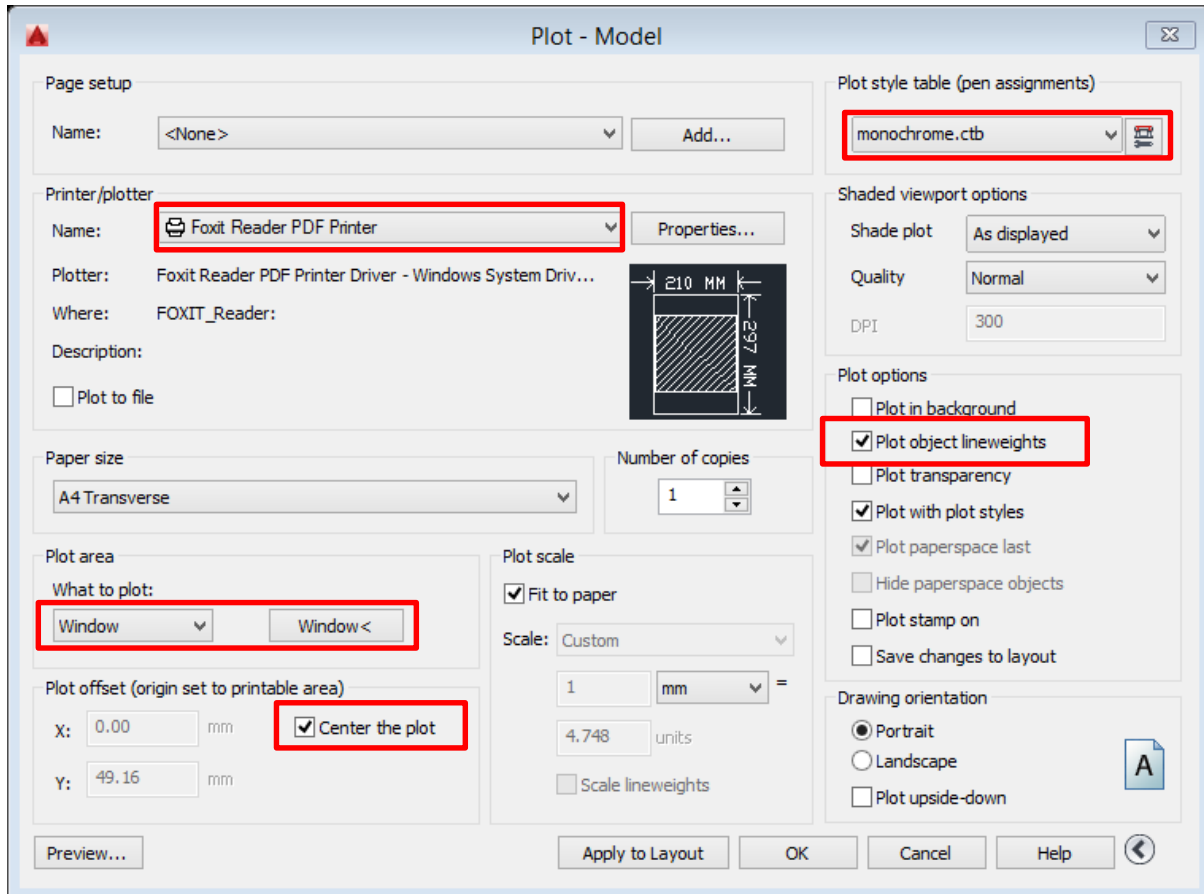 Plot - Model
Page setup
Name:
<None>
Add...
Printer/plotter
Name:
Foxit Reader PDF Printer
Properties...
Plotter:
Foxit Reader PDF Printer Driver - Windows System Driv...
Where:
FOXIT_Reader:
Description:
Plot to file
210 MM
297 MM
Paper size
A4 Transverse
Number of copies
1
Plot area
What to plot:
Window
Window<
Plot offset (origin set to printable area)
X:
0.00
mm
Center the plot
Y:
49.16
mm
Plot scale
Fit to paper
Scale:
Custom
1
mm
=
4.748
units
Scale lineweights
Plot style table (pen assignments)
monochrome.ctb
Shaded viewport options
Shade plot
As displayed
Quality
Normal
DPI
300
Plot options
Plot in background
Plot object lineweights
Plot transparency
Plot with plot styles
Plot paperspace last
Hide paperspace objects
Plot stamp on
Save changes to layout
Drawing orientation
Portrait
Landscape
Plot upside-down
A
Preview...
Apply to Layout
OK
Cancel
Help